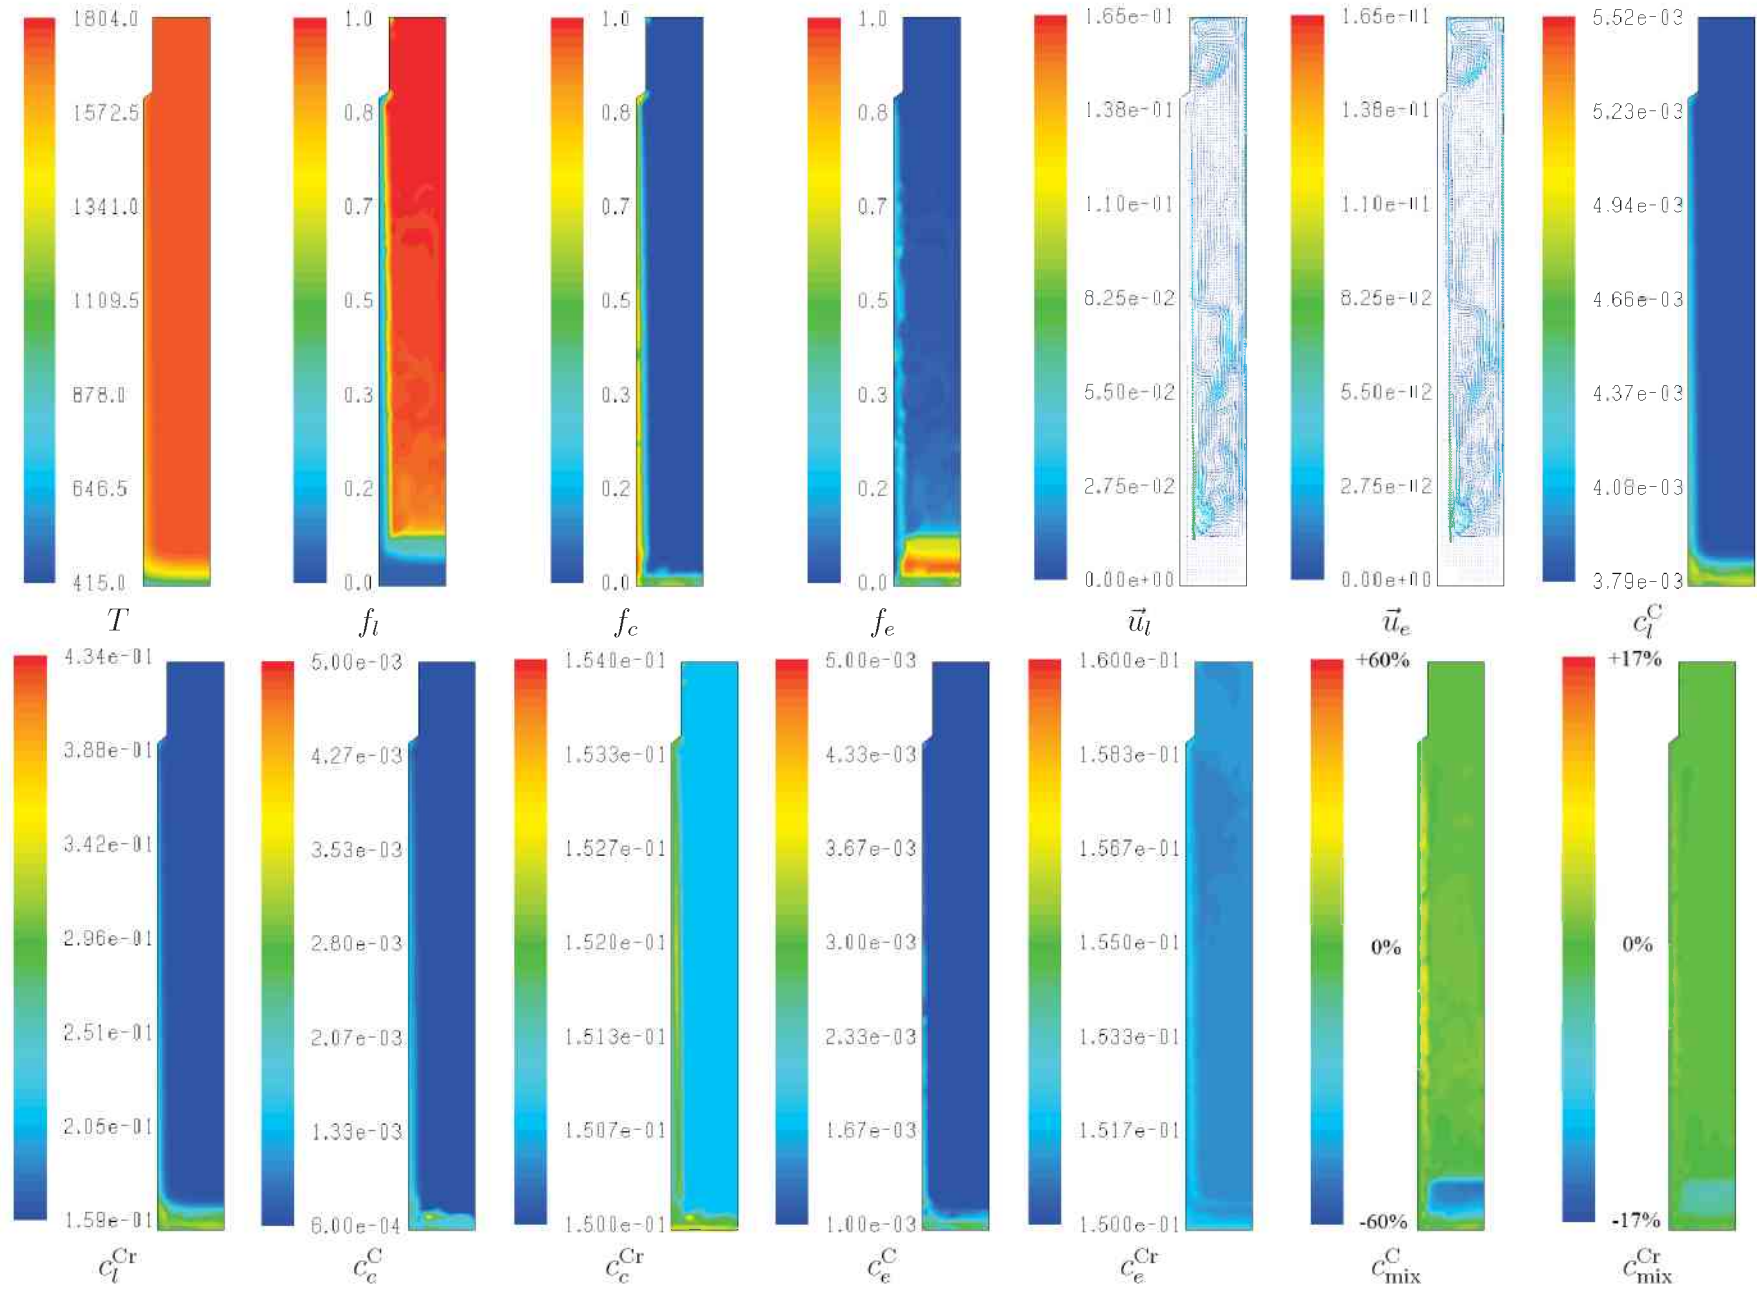 1804.0
1572.5
1341.0
1109.5
878.0
646.5
415.0
T
1.0
0.8
0.7
0.5
0.3
0.2
0.0
f_l
1.0
0.8
0.7
0.5
0.3
0.2
0.0
f_c
1.0
0.8
0.7
0.5
0.3
0.2
0.0
f_e
1.65e-01
1.38e-01
1.10e-01
8.25e-02
5.50e-02
2.75e-02
0.00e+00
u⃗_l
1.65e-01
1.38e-01
1.10e-01
8.25e-02
5.50e-02
2.75e-02
0.00e+00
u⃗_e
5.52e-03
5.23e-03
4.94e-03
4.66e-03
4.37e-03
4.08e-03
3.79e-03
c_l^C
4.34e-01
3.88e-01
3.42e-01
2.96e-01
2.51e-01
2.05e-01
1.59e-01
c_l^Cr
5.00e-03
4.27e-03
3.53e-03
2.80e-03
2.07e-03
1.33e-03
6.00e-04
c_c^C
1.540e-01
1.533e-01
1.527e-01
1.520e-01
1.513e-01
1.507e-01
1.500e-01
c_c^Cr
5.00e-03
4.33e-03
3.67e-03
3.00e-03
2.33e-03
1.67e-03
1.00e-03
c_e^C
1.600e-01
1.583e-01
1.567e-01
1.550e-01
1.533e-01
1.517e-01
1.500e-01
c_e^Cr
+60%
0%
-60%
c_mix^C
+17%
0%
-17%
c_mix^Cr